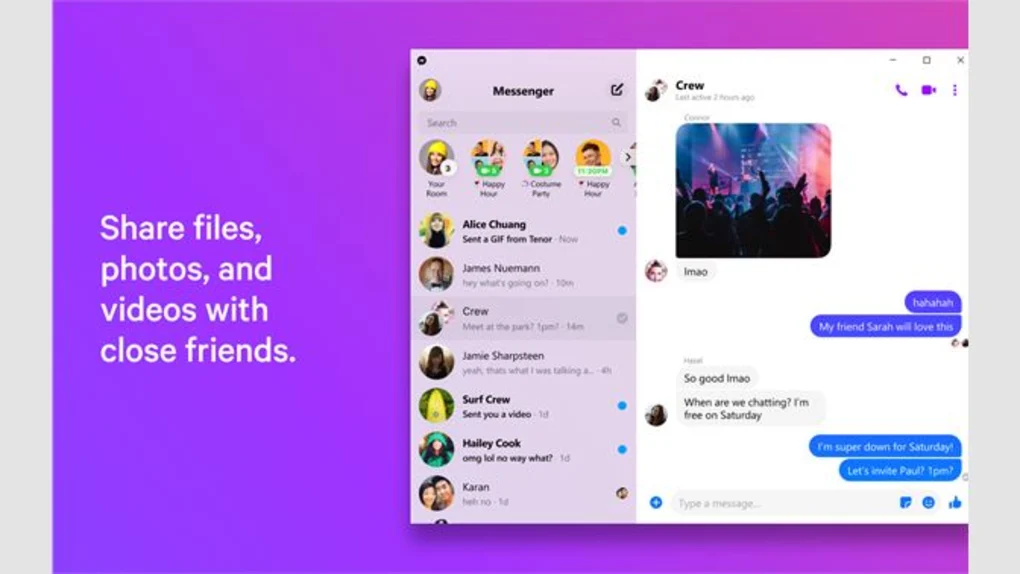 Share files,
photos, and
videos with
close friends.
Messenger
Search
3
Your
Room
Happy
Hour
Costume
Party
11:30PM
Happy
Hour
Alice Chuang
Sent a GIF from Tenor · Now
James Nuemann
hey what's going on? · 10m
Crew
Meet at the park? 1pm? · 14m
Jamie Sharpsteen
yeah, thats what I was talking a... · 4h
Surf Crew
Sent you a video · 1d
Hailey Cook
omg lol no way what? · 1d
Karan
heh no · 1d
Crew
Last active 2 hours ago
Connor
lmao
hahahah
My friend Sarah will love this
Hazel
So good lmao
When are we chatting? I'm
free on Saturday
I'm super down for Saturday!
Let's invite Paul? 1pm?
Type a message...